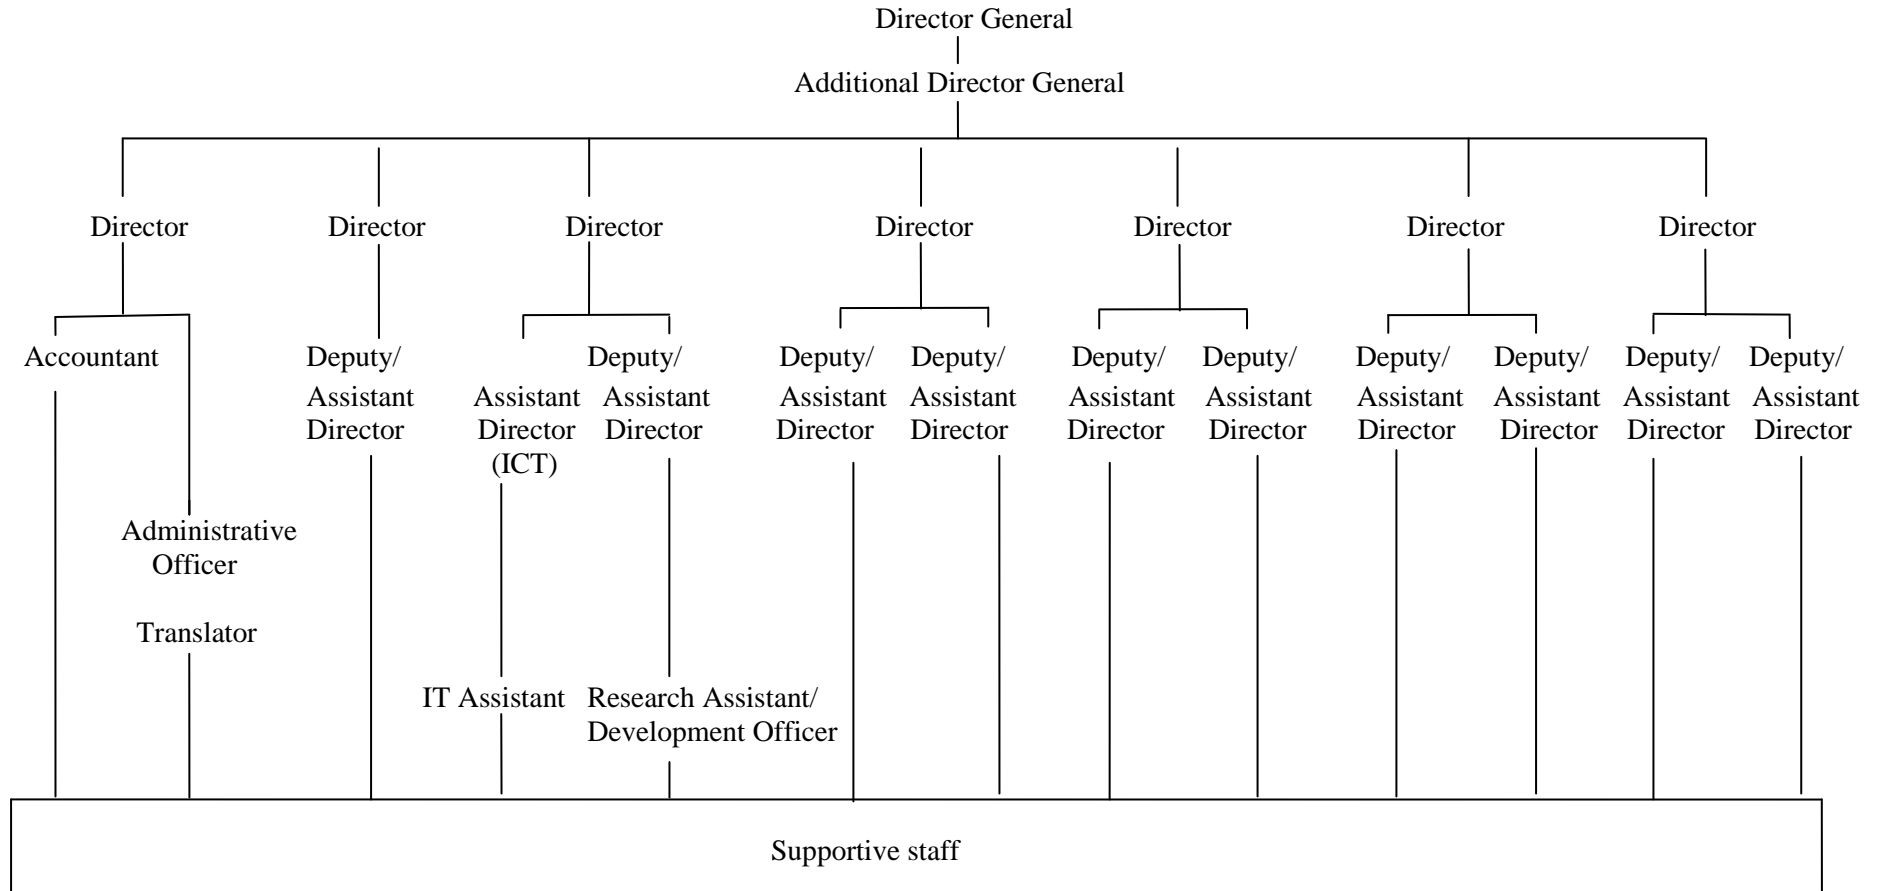 Director General
Additional Director General
Director Director Director Director Director Director Director
Accountant Deputy/ Deputy/ Deputy/ Deputy/ Deputy/ Deputy/ Deputy/ Deputy/ Deputy/ Deputy/
Assistant Assistant Assistant Assistant Assistant Assistant Assistant Assistant Assistant Assistant Assistant
Director Director Director Director Director Director Director Director Director Director Director
(ICT)
Administrative
Officer
Translator
IT Assistant Research Assistant/
Development Officer
Supportive staff